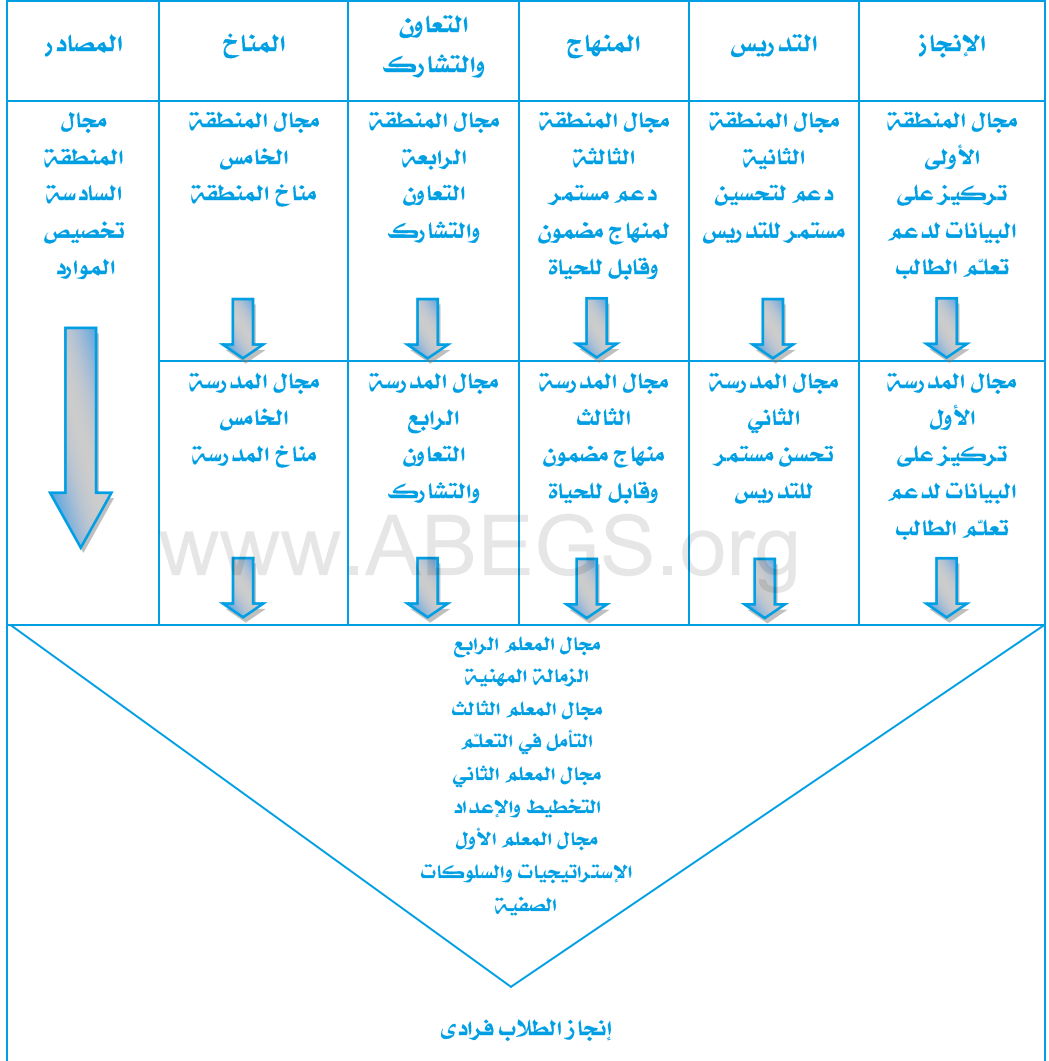 الإنجاز
التدريس
المنهاج
التعاون
والتشارك
المناخ
المصادر
مجال المنطقة
الأولى
تركيز على
البيانات لدعم
تعلّم الطالب
مجال المنطقة
الثانية
دعم لتحسين
مستمر للتدريس
مجال المنطقة
الثالثة
دعم مستمر
لمنهاج مضمون
وقابل للحياة
مجال المنطقة
الرابعة
التعاون
والتشارك
مجال المنطقة
الخامس
مناخ المنطقة
مجال
المنطقة
السادسة
تخصيص
الموارد
مجال المدرسة
الأول
تركيز على
البيانات لدعم
تعلّم الطالب
مجال المدرسة
الثاني
تحسن مستمر
للتدريس
مجال المدرسة
الثالث
منهاج مضمون
وقابل للحياة
مجال المدرسة
الرابع
التعاون
والتشارك
مجال المدرسة
الخامس
مناخ المدرسة
www.ABEGS.org
مجال المعلم الرابع
الزمالة المهنية
مجال المعلم الثالث
التأمل في التعلّم
مجال المعلم الثاني
التخطيط والإعداد
مجال المعلم الأول
الإستراتيجيات والسلوكات
الصفية
إنجاز الطلاب فرادى